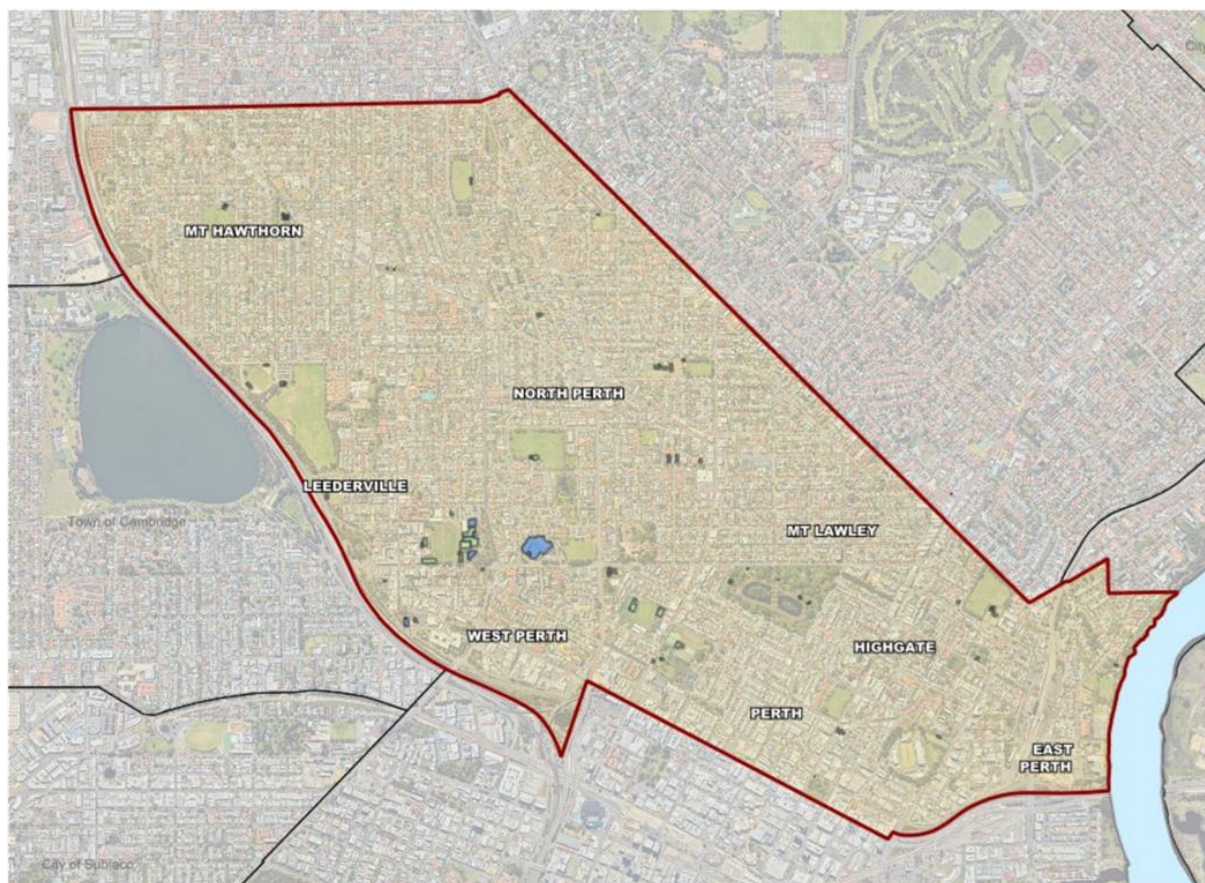 City
MT HAWTHORN
NORTH PERTH
LEEDERVILLE
Town of Cambridge
MT LAWLEY
WEST PERTH
HIGHGATE
PERTH
EAST
PERTH
City of Subiaco